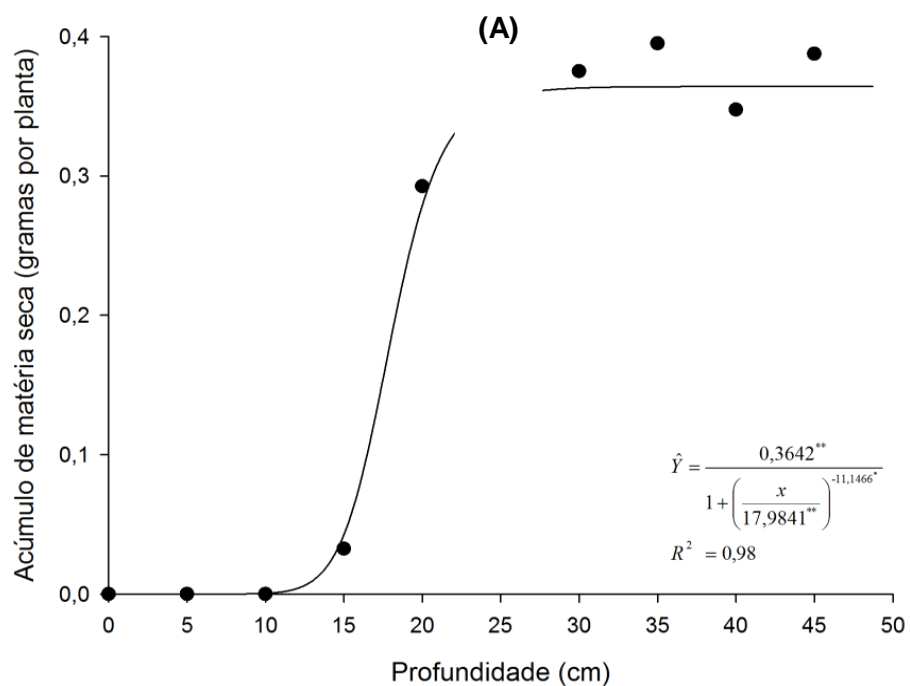 (A)
Acúmulo de matéria seca (gramas por planta)
0,4
0,3
0,2
0,1
0,0
0 5 10 15 20 25 30 35 40 45 50
Profundidade (cm)
Ŷ = 0,3642** / 1 + (x / 17,9841**)^-11,1466*
R² = 0,98